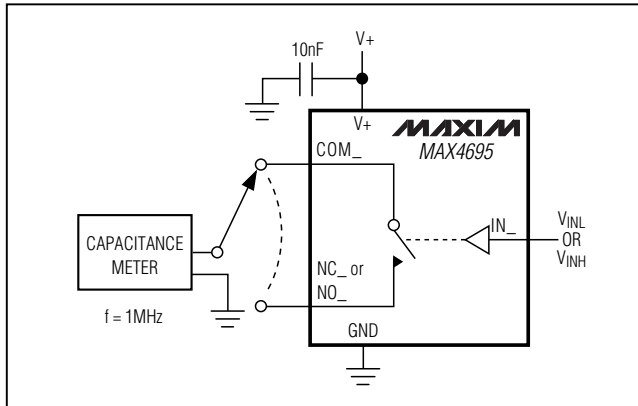 V+
10nF
V+
MAXIM
MAX4695
COM_
IN_
VINL
OR
VINH
CAPACITANCE
METER
NC_ or
NO_
f = 1MHz
GND